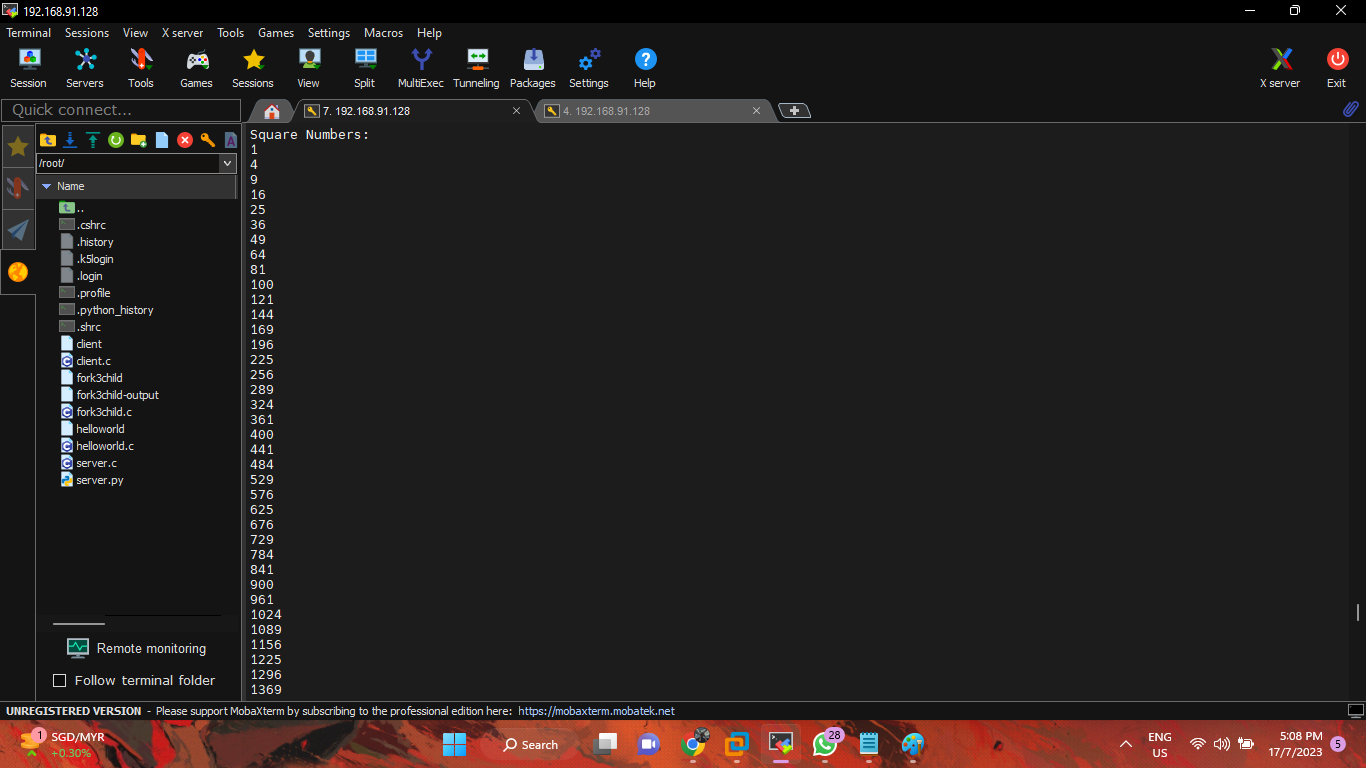 192.168.91.128
Terminal Sessions View X server Tools Games Settings Macros Help
Session Servers Tools Games Sessions View Split MultiExec Tunneling Packages Settings Help X server Exit
Quick connect...
7. 192.168.91.128
4. 192.168.91.128
/root/
Name
..
.cshrc
.history
.k5login
.login
.profile
.python_history
.shrc
client
client.c
fork3child
fork3child-output
fork3child.c
helloworld
helloworld.c
server.c
server.py
Remote monitoring
Follow terminal folder
Square Numbers:
1
4
9
16
25
36
49
64
81
100
121
144
169
196
225
256
289
324
361
400
441
484
529
576
625
676
729
784
841
900
961
1024
1089
1156
1225
1296
1369
UNREGISTERED VERSION - Please support MobaXterm by subscribing to the professional edition here: https://mobaxterm.mobatek.net
1
SGD/MYR
+0.30%
Search
28
ENG
US
5:08 PM
17/7/2023
5